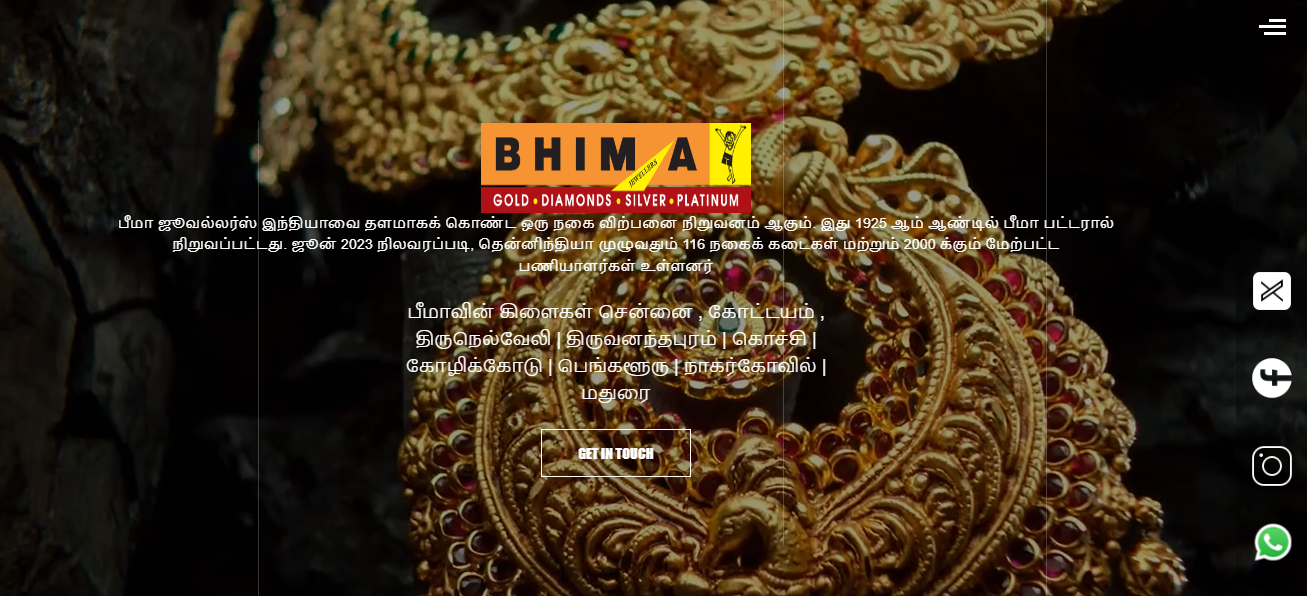 BHIMA
JEWELLERS
GOLD • DIAMONDS • SILVER • PLATINUM
பீமா ஜூவல்லர்ஸ் இந்தியாவை தளமாகக் கொண்ட ஒரு நகை விற்பனை நிறுவனம் ஆகும். இது 1925 ஆம் ஆண்டில் பீமா பட்டரால்
நிறுவப்பட்டது. ஜூன் 2023 நிலவரப்படி, தென்னிந்தியா முழுவதும் 116 நகைக் கடைகள் மற்றும் 2000 க்கும் மேற்பட்ட
பணியாளர்கள் உள்ளனர்
பீமாவின் கிளைகள் சென்னை , கோட்டயம் ,
திருநெல்வேலி | திருவனந்தபுரம் | கொச்சி |
கோழிக்கோடு | பெங்களூரு | நாகர்கோவில் |
மதுரை
GET IN TOUCH